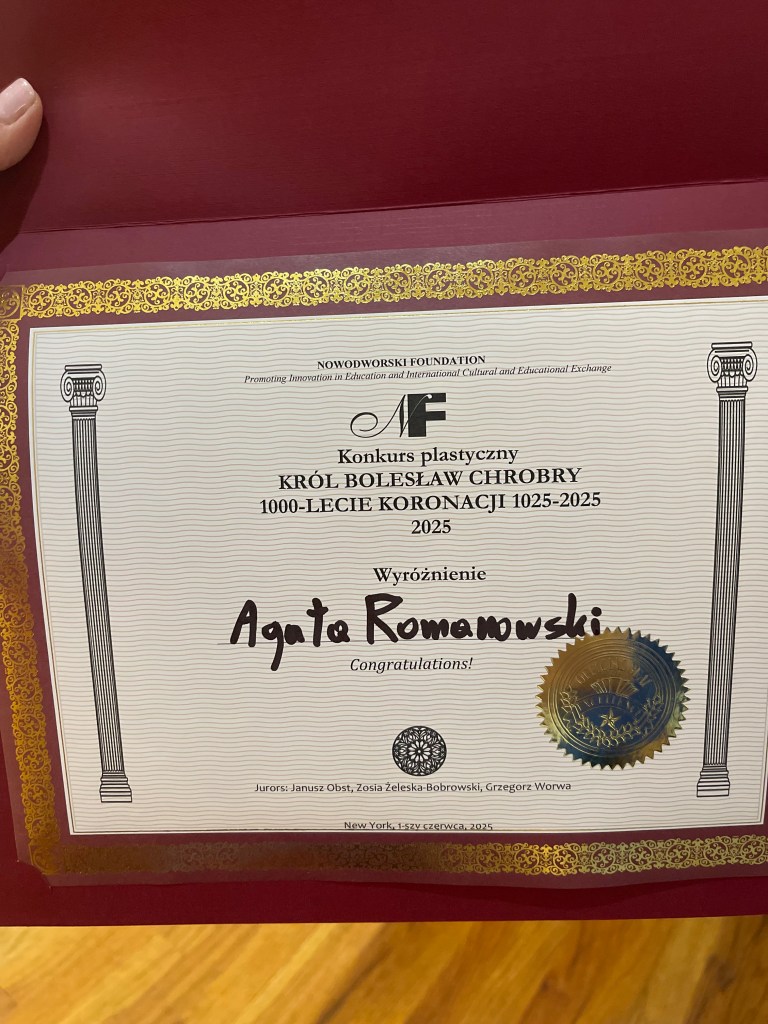 NOWODWORSKI FOUNDATION
Promoting Innovation in Education and International Cultural and Educational Exchange
NF
Konkurs plastyczny
KRÓL BOLESŁAW CHROBRY
1000-LECIE KORONACJI 1025-2025
2025
Wyróżnienie
Agata Romanowski
Congratulations!
Jurors: Janusz Obst, Zosia Żeleska-Bobrowski, Grzegorz Worwa
New York, 1-szy czerwca, 2025